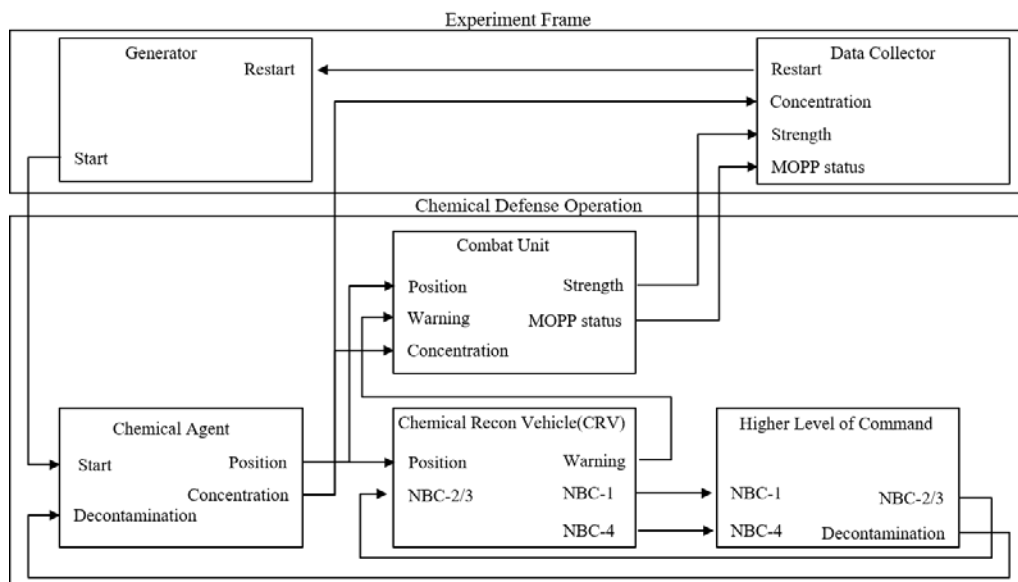 Experiment Frame
Generator
Restart
Start
Data Collector
Restart
Concentration
Strength
MOPP status
Chemical Defense Operation
Combat Unit
Position
Warning
Concentration
Strength
MOPP status
Chemical Agent
Start
Decontamination
Position
Concentration
Chemical Recon Vehicle(CRV)
Position
NBC-2/3
Warning
NBC-1
NBC-4
Higher Level of Command
NBC-1
NBC-4
NBC-2/3
Decontamination